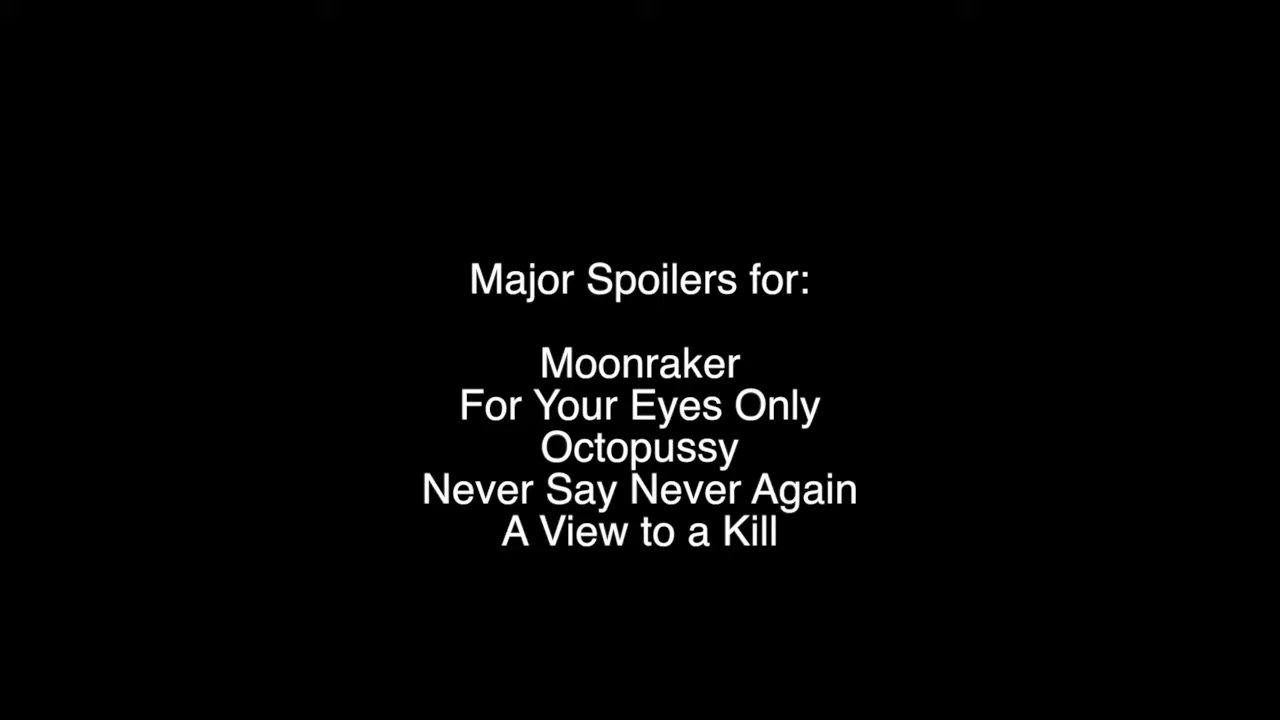 Major Spoilers for:
Moonraker
For Your Eyes Only
Octopussy
Never Say Never Again
A View to a Kill